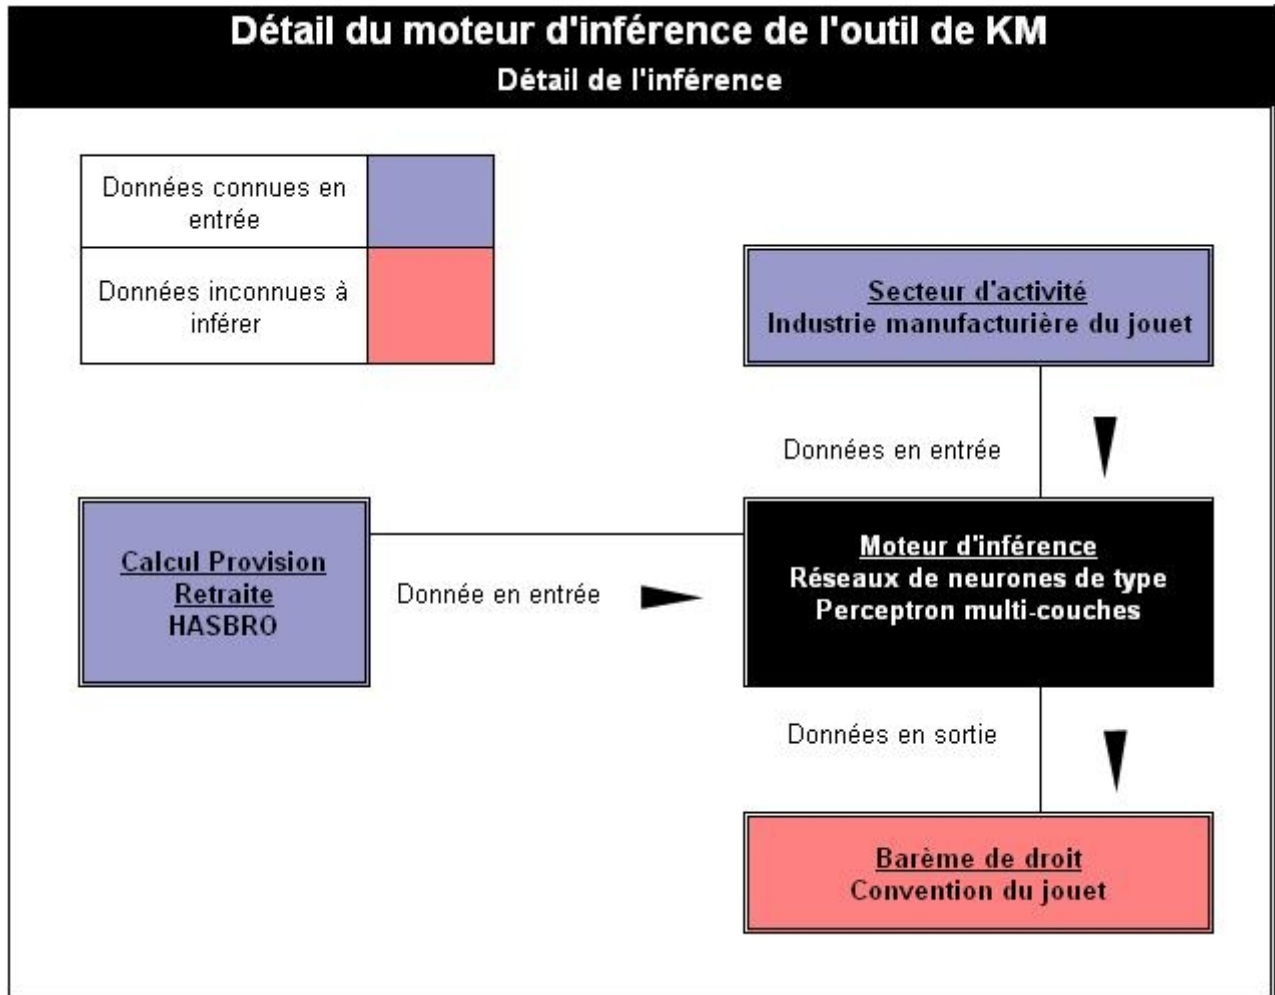 Détail du moteur d'inférence de l'outil de KM
Détail de l'inférence
Données connues en
entrée
Données inconnues à
inférer
Secteur d'activité
Industrie manufacturière du jouet
Données en entrée
Calcul Provision
Retraite
HASBRO
Donnée en entrée
Moteur d'inférence
Réseaux de neurones de type
Perceptron multi-couches
Données en sortie
Barème de droit
Convention du jouet